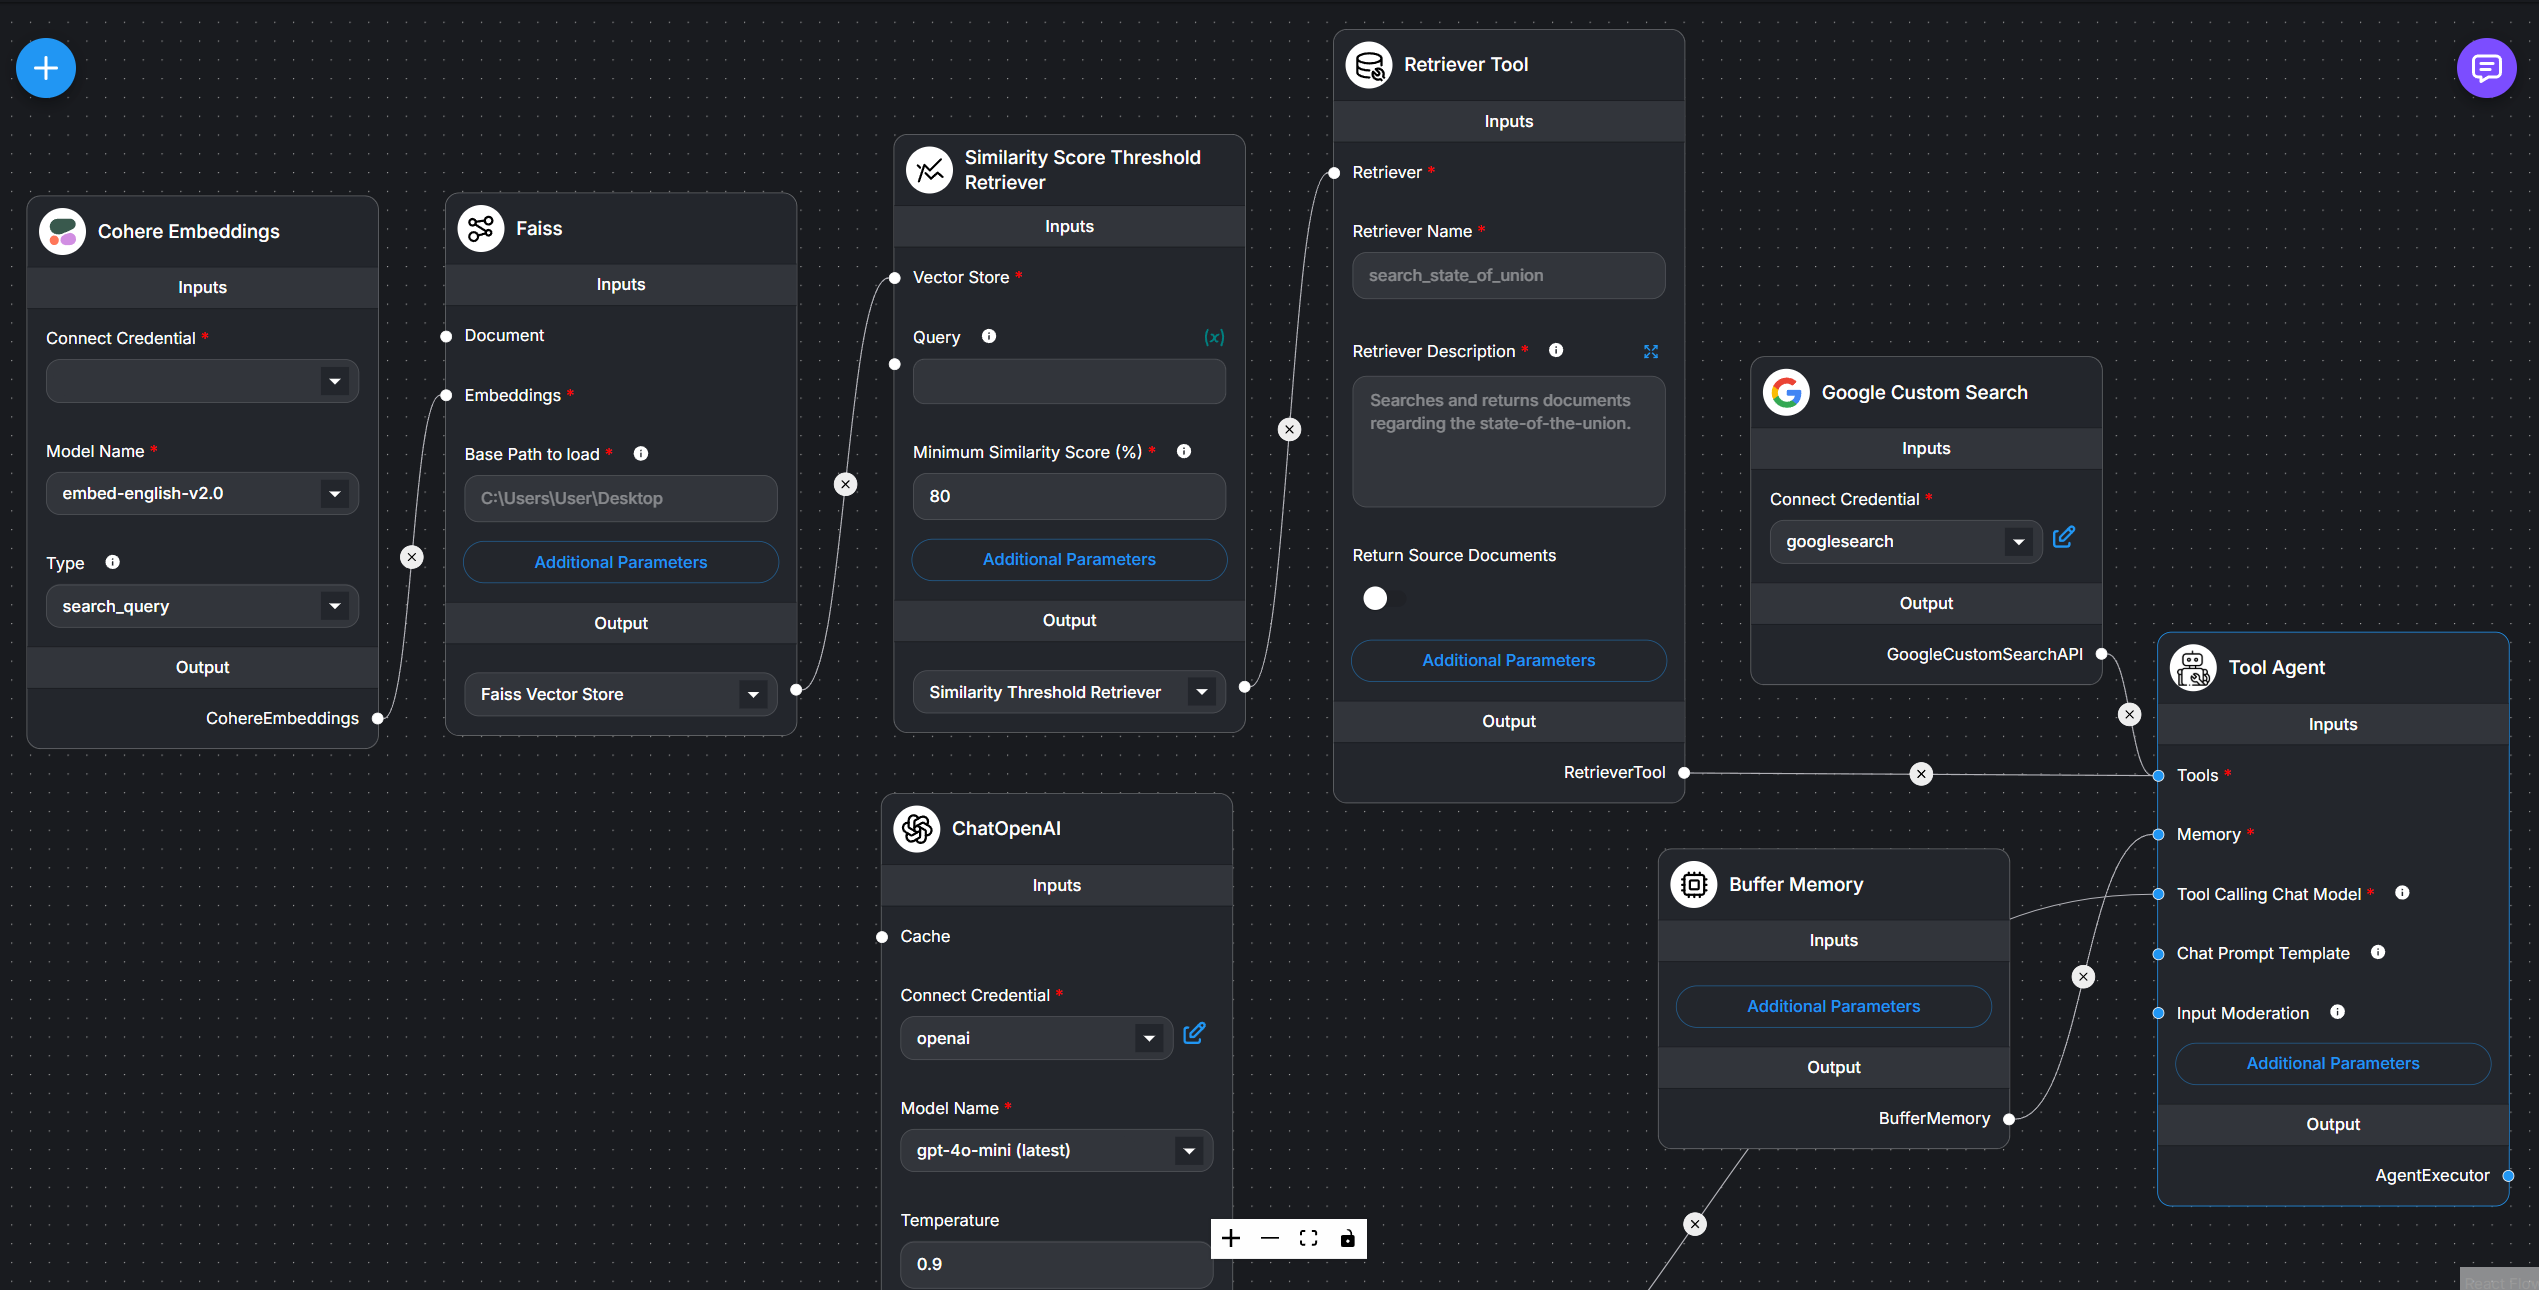 Cohere Embeddings
Inputs
Connect Credential *
Model Name *
embed-english-v2.0
Type
search_query
Output
CohereEmbeddings
Faiss
Inputs
Document
Embeddings *
Base Path to load *
C:\Users\User\Desktop
Additional Parameters
Output
Faiss Vector Store
Similarity Score Threshold
Retriever
Inputs
Vector Store *
Query
(x)
Minimum Similarity Score (%) *
80
Additional Parameters
Output
Similarity Threshold Retriever
Retriever Tool
Inputs
Retriever *
Retriever Name *
search_state_of_union
Retriever Description *
Searches and returns documents
regarding the state-of-the-union.
Return Source Documents
Additional Parameters
Output
RetrieverTool
ChatOpenAI
Inputs
Cache
Connect Credential *
openai
Model Name *
gpt-4o-mini (latest)
Temperature
0.9
Google Custom Search
Inputs
Connect Credential *
googlesearch
Output
GoogleCustomSearchAPI
Buffer Memory
Inputs
Additional Parameters
Output
BufferMemory
Tool Agent
Inputs
Tools *
Memory *
Tool Calling Chat Model *
Chat Prompt Template
Input Moderation
Additional Parameters
Output
AgentExecutor